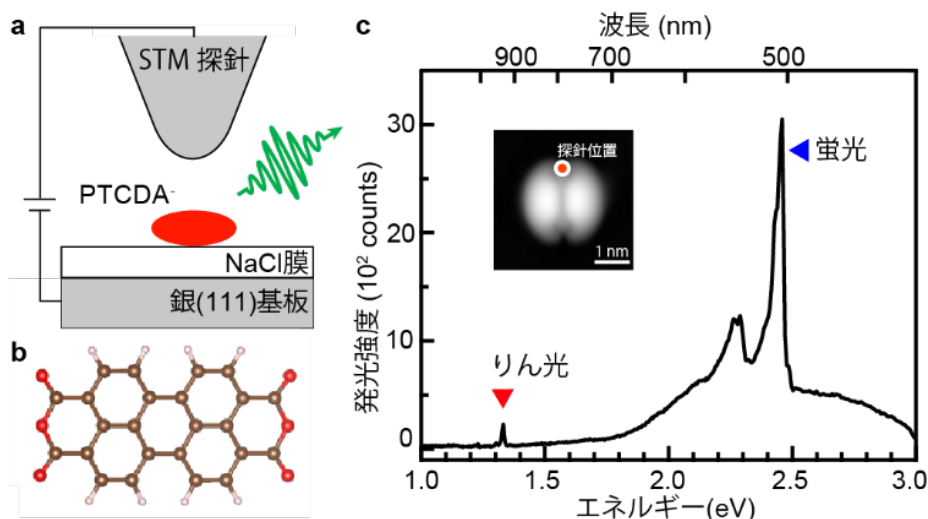 a
STM 探針
PTCDA-
NaCl膜
銀(111)基板
b
c
波長 (nm)
900
700
500
発光強度 (10² counts)
30
20
10
0
探針位置
1 nm
蛍光
りん光
1.0
1.5
2.0
2.5
3.0
エネルギー(eV)